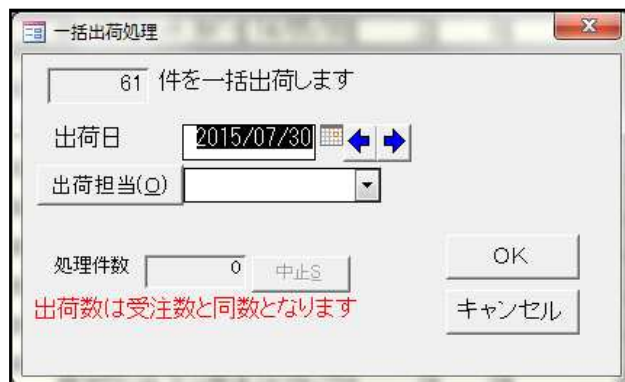 一括出荷処理
61 件を一括出荷します
出荷日 2015/07/30
出荷担当(O)
処理件数 0 中止S
OK
出荷数は受注数と同数となります
キャンセル